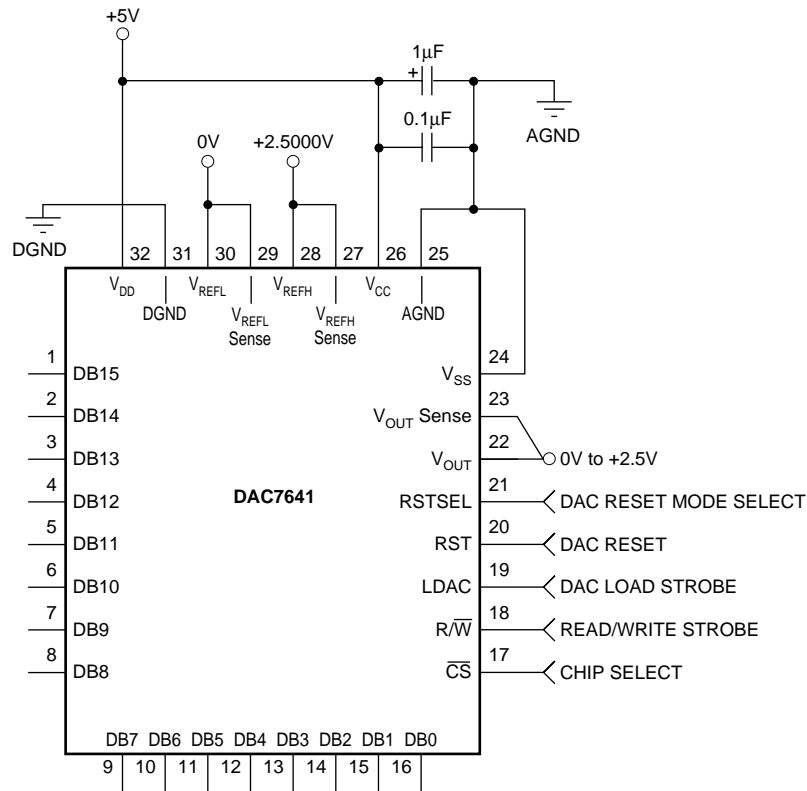 +5V
1μF
+
0.1μF
AGND
0V
+2.5000V
DGND
32 31 30 29 28 27 26 25
VDD
DGND
VREFL
VREFL
Sense
VREFH
VREFH
Sense
VCC
AGND
1 DB15
2 DB14
3 DB13
4 DB12
5 DB11
6 DB10
7 DB9
8 DB8
DAC7641
VSS 24
VOUT Sense 23
VOUT 22 0V to +2.5V
RSTSEL 21 DAC RESET MODE SELECT
RST 20 DAC RESET
LDAC 19 DAC LOAD STROBE
R/W̅ 18 READ/WRITE STROBE
C̅S̅ 17 CHIP SELECT
DB7 DB6 DB5 DB4 DB3 DB2 DB1 DB0
9 10 11 12 13 14 15 16